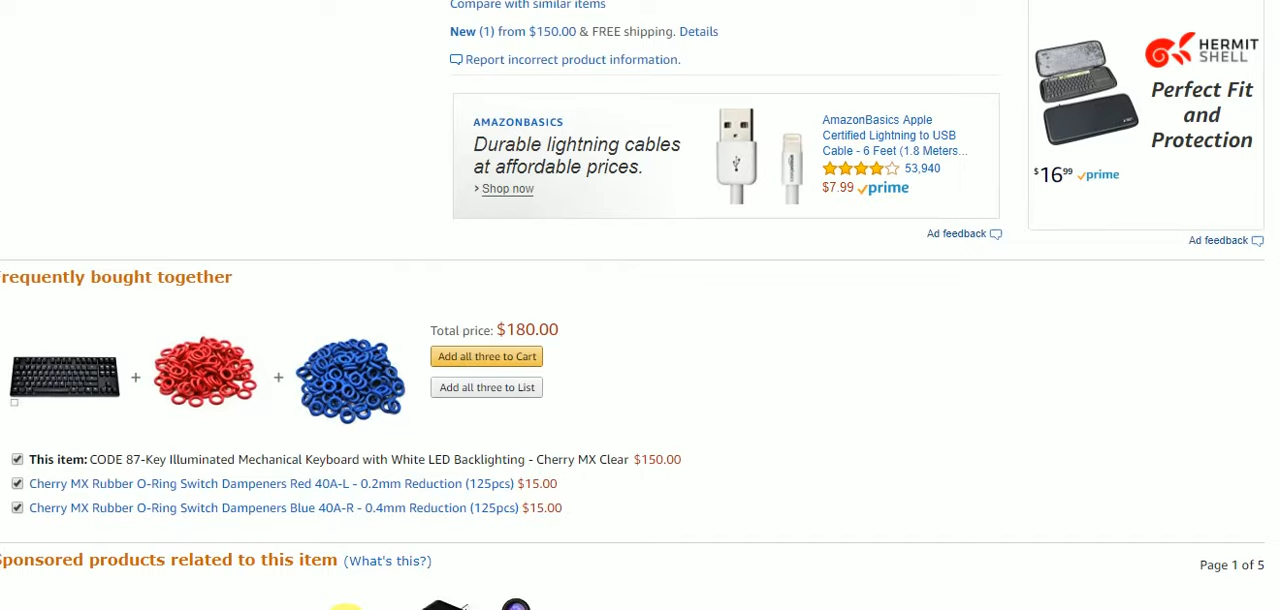 Compare with similar items
New (1) from $150.00 & FREE shipping. Details
Report incorrect product information.
AMAZONBASICS
Durable lightning cables
at affordable prices.
› Shop now
AmazonBasics Apple
Certified Lightning to USB
Cable - 6 Feet (1.8 Meters...
53,940
$7.99 prime
Ad feedback
HERMIT
SHELL
Perfect Fit
and
Protection
$16.99 prime
Ad feedback
requently bought together
+
+
Total price: $180.00
Add all three to Cart
Add all three to List
This item: CODE 87-Key Illuminated Mechanical Keyboard with White LED Backlighting - Cherry MX Clear $150.00
Cherry MX Rubber O-Ring Switch Dampeners Red 40A-L - 0.2mm Reduction (125pcs) $15.00
Cherry MX Rubber O-Ring Switch Dampeners Blue 40A-R - 0.4mm Reduction (125pcs) $15.00
Sponsored products related to this item (What's this?)
Page 1 of 5